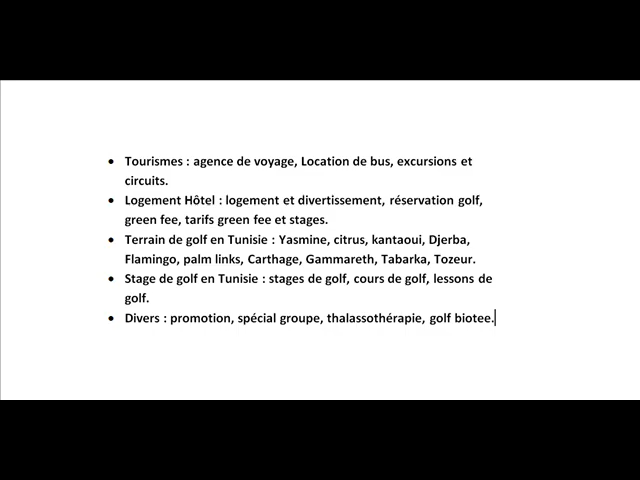 • Tourismes : agence de voyage, Location de bus, excursions et
circuits.
• Logement Hôtel : logement et divertissement, réservation golf,
green fee, tarifs green fee et stages.
• Terrain de golf en Tunisie : Yasmine, citrus, kantaoui, Djerba,
Flamingo, palm links, Carthage, Gammareth, Tabarka, Tozeur.
• Stage de golf en Tunisie : stages de golf, cours de golf, lessons de
golf.
• Divers : promotion, spécial groupe, thalassothérapie, golf biotee.